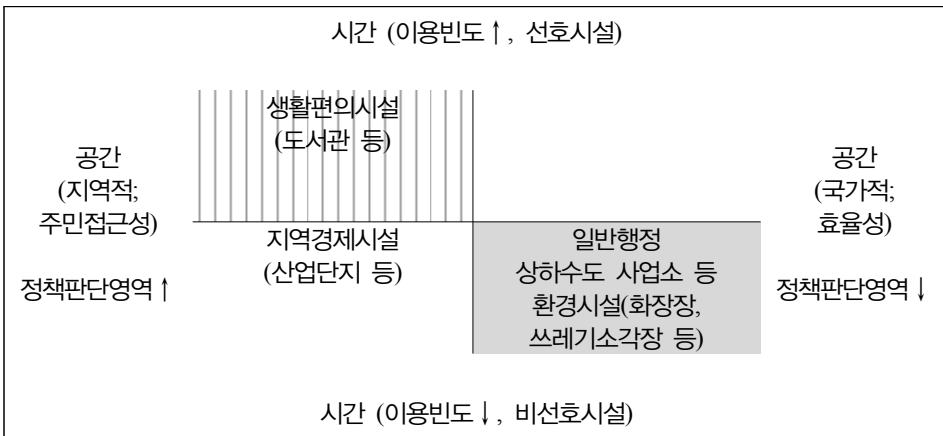 시간 (이용빈도↑, 선호시설)
생활편의시설
(도서관 등)
공간
(지역적;
주민접근성)
정책판단영역↑
공간
(국가적;
효율성)
정책판단영역↓
지역경제시설
(산업단지 등)
일반행정
상하수도 사업소 등
환경시설(화장장,
쓰레기소각장 등)
시간 (이용빈도↓, 비선호시설)